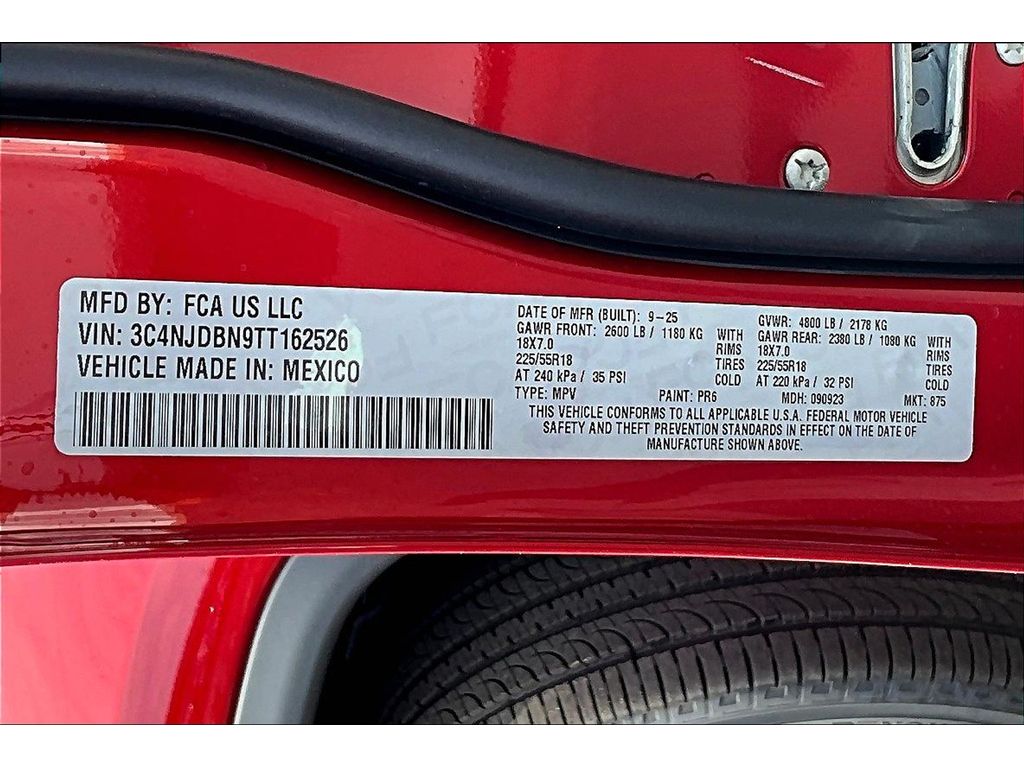 MFD BY: FCA US LLC
VIN: 3C4NJDBN9TT162526
VEHICLE MADE IN: MEXICO
DATE OF MFR (BUILT): 9-25
GVWR: 4800 LB / 2178 KG
GAWR FRONT: 2600 LB / 1180 KG WITH
GAWR REAR: 2380 LB / 1080 KG WITH
18X7.0 RIMS
18X7.0 RIMS
225/55R18 TIRES
225/55R18 TIRES
AT 240 kPa / 35 PSI COLD
AT 220 kPa / 32 PSI COLD
TYPE: MPV PAINT: PR6 MDH: 090923 MKT: 875
THIS VEHICLE CONFORMS TO ALL APPLICABLE U.S.A. FEDERAL MOTOR VEHICLE
SAFETY AND THEFT PREVENTION STANDARDS IN EFFECT ON THE DATE OF
MANUFACTURE SHOWN ABOVE.